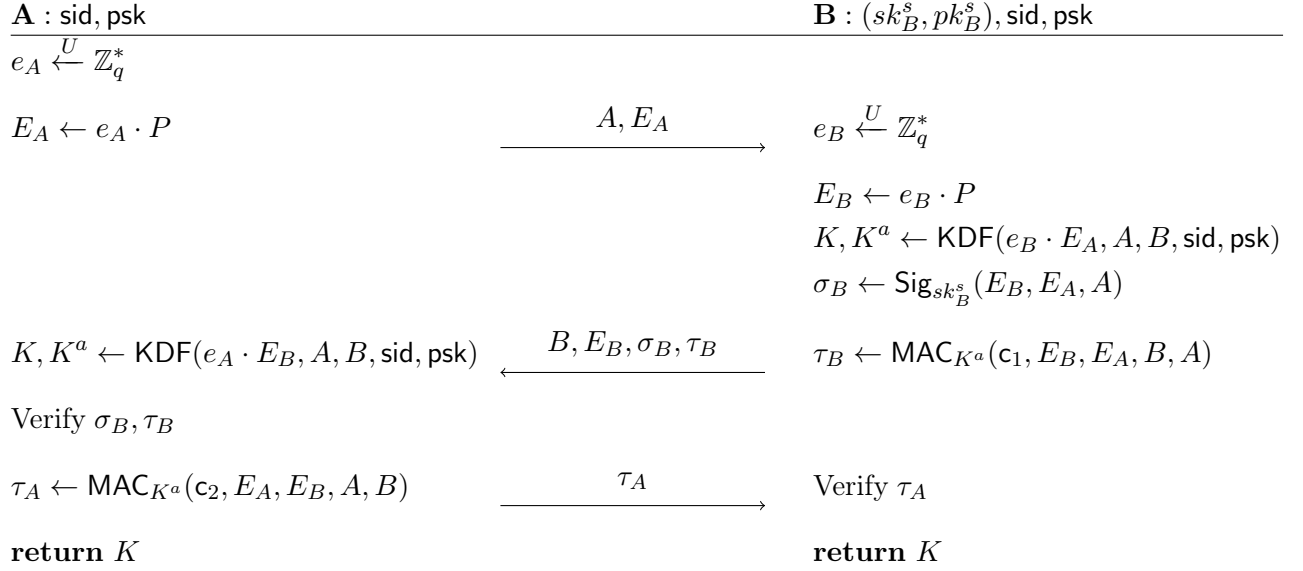 A : sid, psk B : (sk_B^s, pk_B^s), sid, psk
e_A ←^U ℤ_q^*
E_A ← e_A · P A, E_A e_B ←^U ℤ_q^*
E_B ← e_B · P
K, K^a ← KDF(e_B · E_A, A, B, sid, psk)
σ_B ← Sig_{sk_B^s}(E_B, E_A, A)
K, K^a ← KDF(e_A · E_B, A, B, sid, psk) B, E_B, σ_B, τ_B τ_B ← MAC_{K^a}(c_1, E_B, E_A, B, A)
Verify σ_B, τ_B
τ_A ← MAC_{K^a}(c_2, E_A, E_B, A, B) τ_A Verify τ_A
return K return K